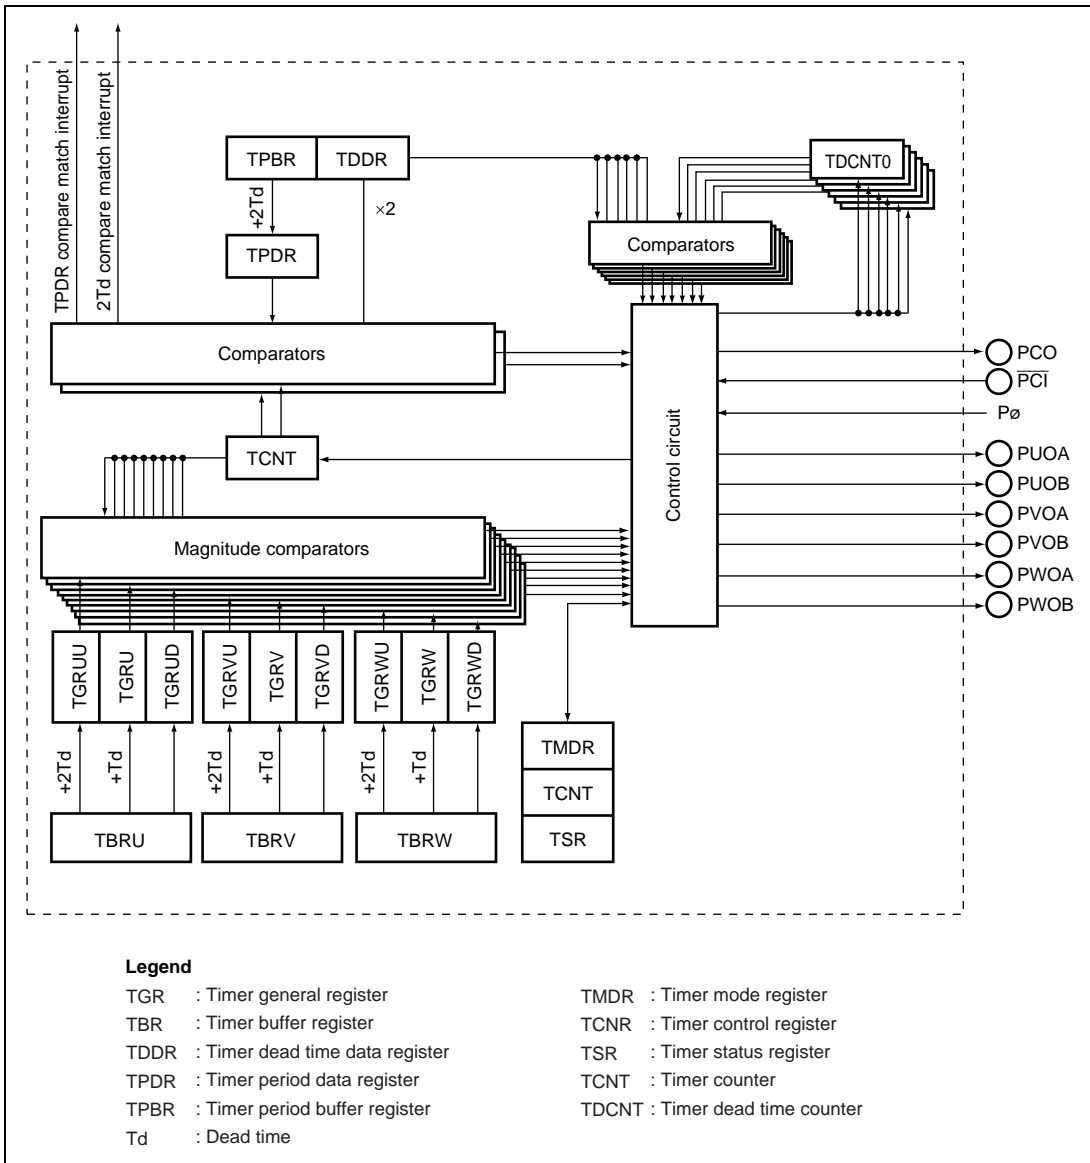 TPDR compare match interrupt
2Td compare match interrupt
TPBR
TDDR
TDCNT0
+2Td
×2
TPDR
Comparators
Comparators
Control circuit
PCO
PCI
Pø
TCNT
PUOA
PUOB
PVOA
PVOB
PWOA
PWOB
Magnitude comparators
TGRUU
TGRU
TGRUD
TGRVU
TGRV
TGRVD
TGRWU
TGRW
TGRWD
+2Td
+Td
+2Td
+Td
+2Td
+Td
TMDR
TCNT
TSR
TBRU
TBRV
TBRW
Legend
TGR : Timer general register
TBR : Timer buffer register
TDDR : Timer dead time data register
TPDR : Timer period data register
TPBR : Timer period buffer register
Td : Dead time
TMDR : Timer mode register
TCNR : Timer control register
TSR : Timer status register
TCNT : Timer counter
TDCNT : Timer dead time counter